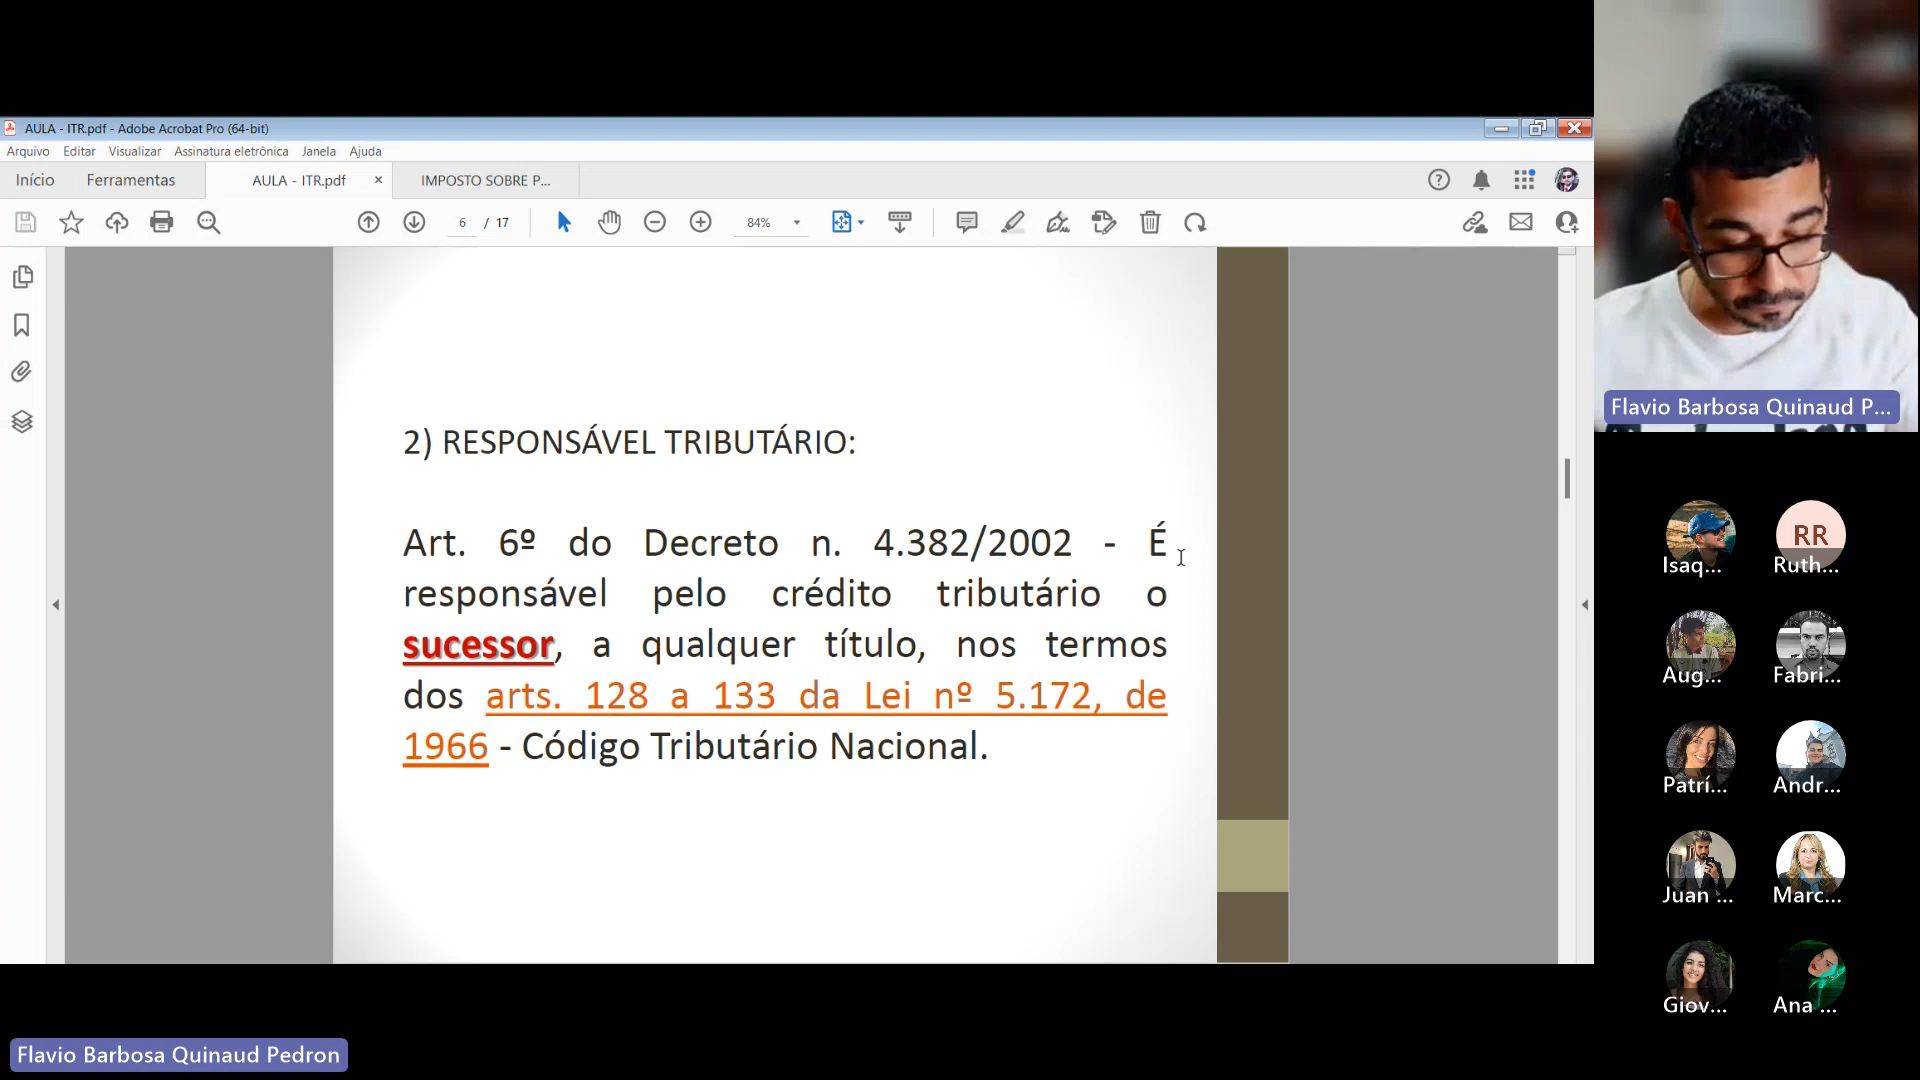 AULA - ITR.pdf - Adobe Acrobat Pro (64-bit)
Arquivo Editar Visualizar Assinatura eletrônica Janela Ajuda
Início Ferramentas AULA - ITR.pdf × IMPOSTO SOBRE P...
6 / 17 84%
2) RESPONSÁVEL TRIBUTÁRIO:
Art. 6º do Decreto n. 4.382/2002 - É
responsável pelo crédito tributário o
sucessor, a qualquer título, nos termos
dos arts. 128 a 133 da Lei nº 5.172, de
1966 - Código Tributário Nacional.
Flavio Barbosa Quinaud P...
RR
Isaq... Ruth...
Aug... Fabri...
Patrí... Andr...
Juan ... Marc...
Giov... Ana ...
Flavio Barbosa Quinaud Pedron